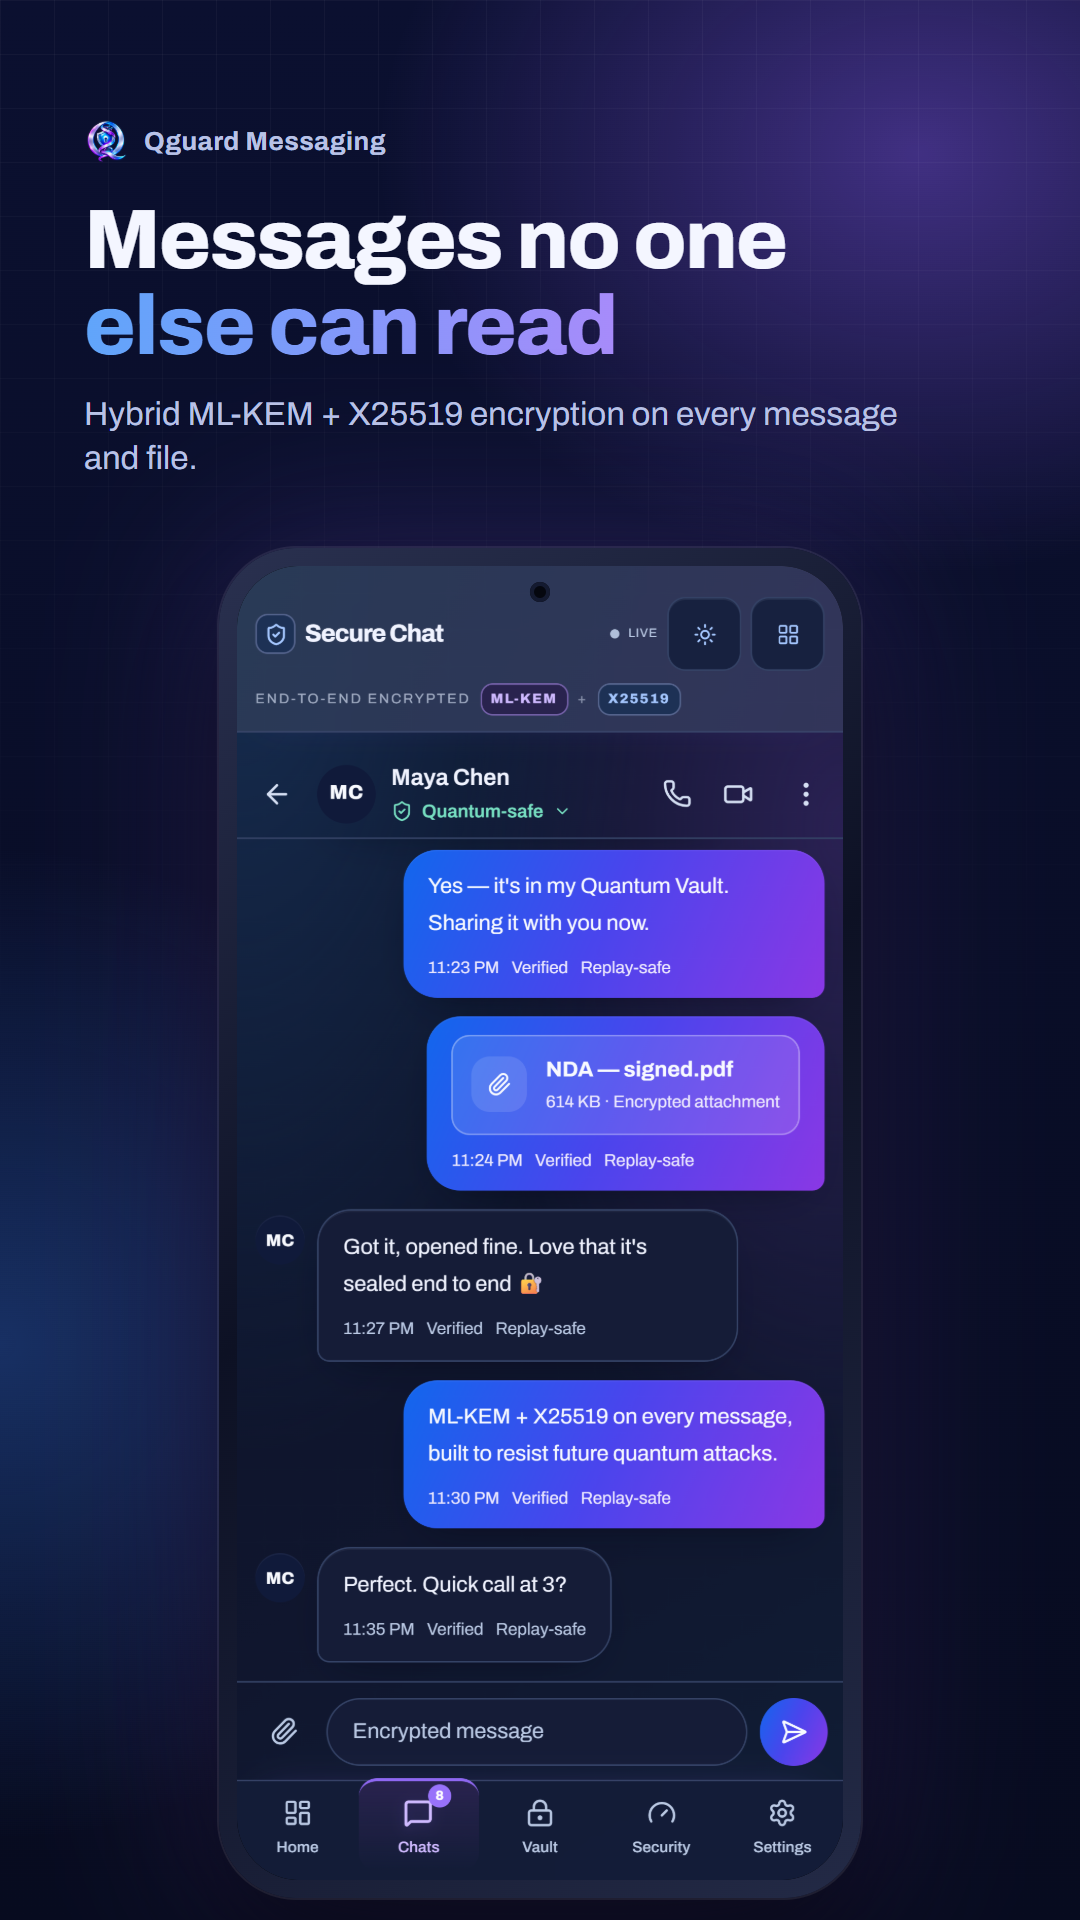 Qguard Messaging
Messages no one
else can read
Hybrid ML-KEM + X25519 encryption on every message
and file.
Secure Chat
LIVE
END-TO-END ENCRYPTED ML-KEM + X25519
MC
Maya Chen
Quantum-safe
Yes — it's in my Quantum Vault.
Sharing it with you now.
11:23 PM Verified Replay-safe
NDA — signed.pdf
614 KB · Encrypted attachment
11:24 PM Verified Replay-safe
MC
Got it, opened fine. Love that it's
sealed end to end 🔐
11:27 PM Verified Replay-safe
ML-KEM + X25519 on every message,
built to resist future quantum attacks.
11:30 PM Verified Replay-safe
MC
Perfect. Quick call at 3?
11:35 PM Verified Replay-safe
Encrypted message
8
Home Chats Vault Security Settings